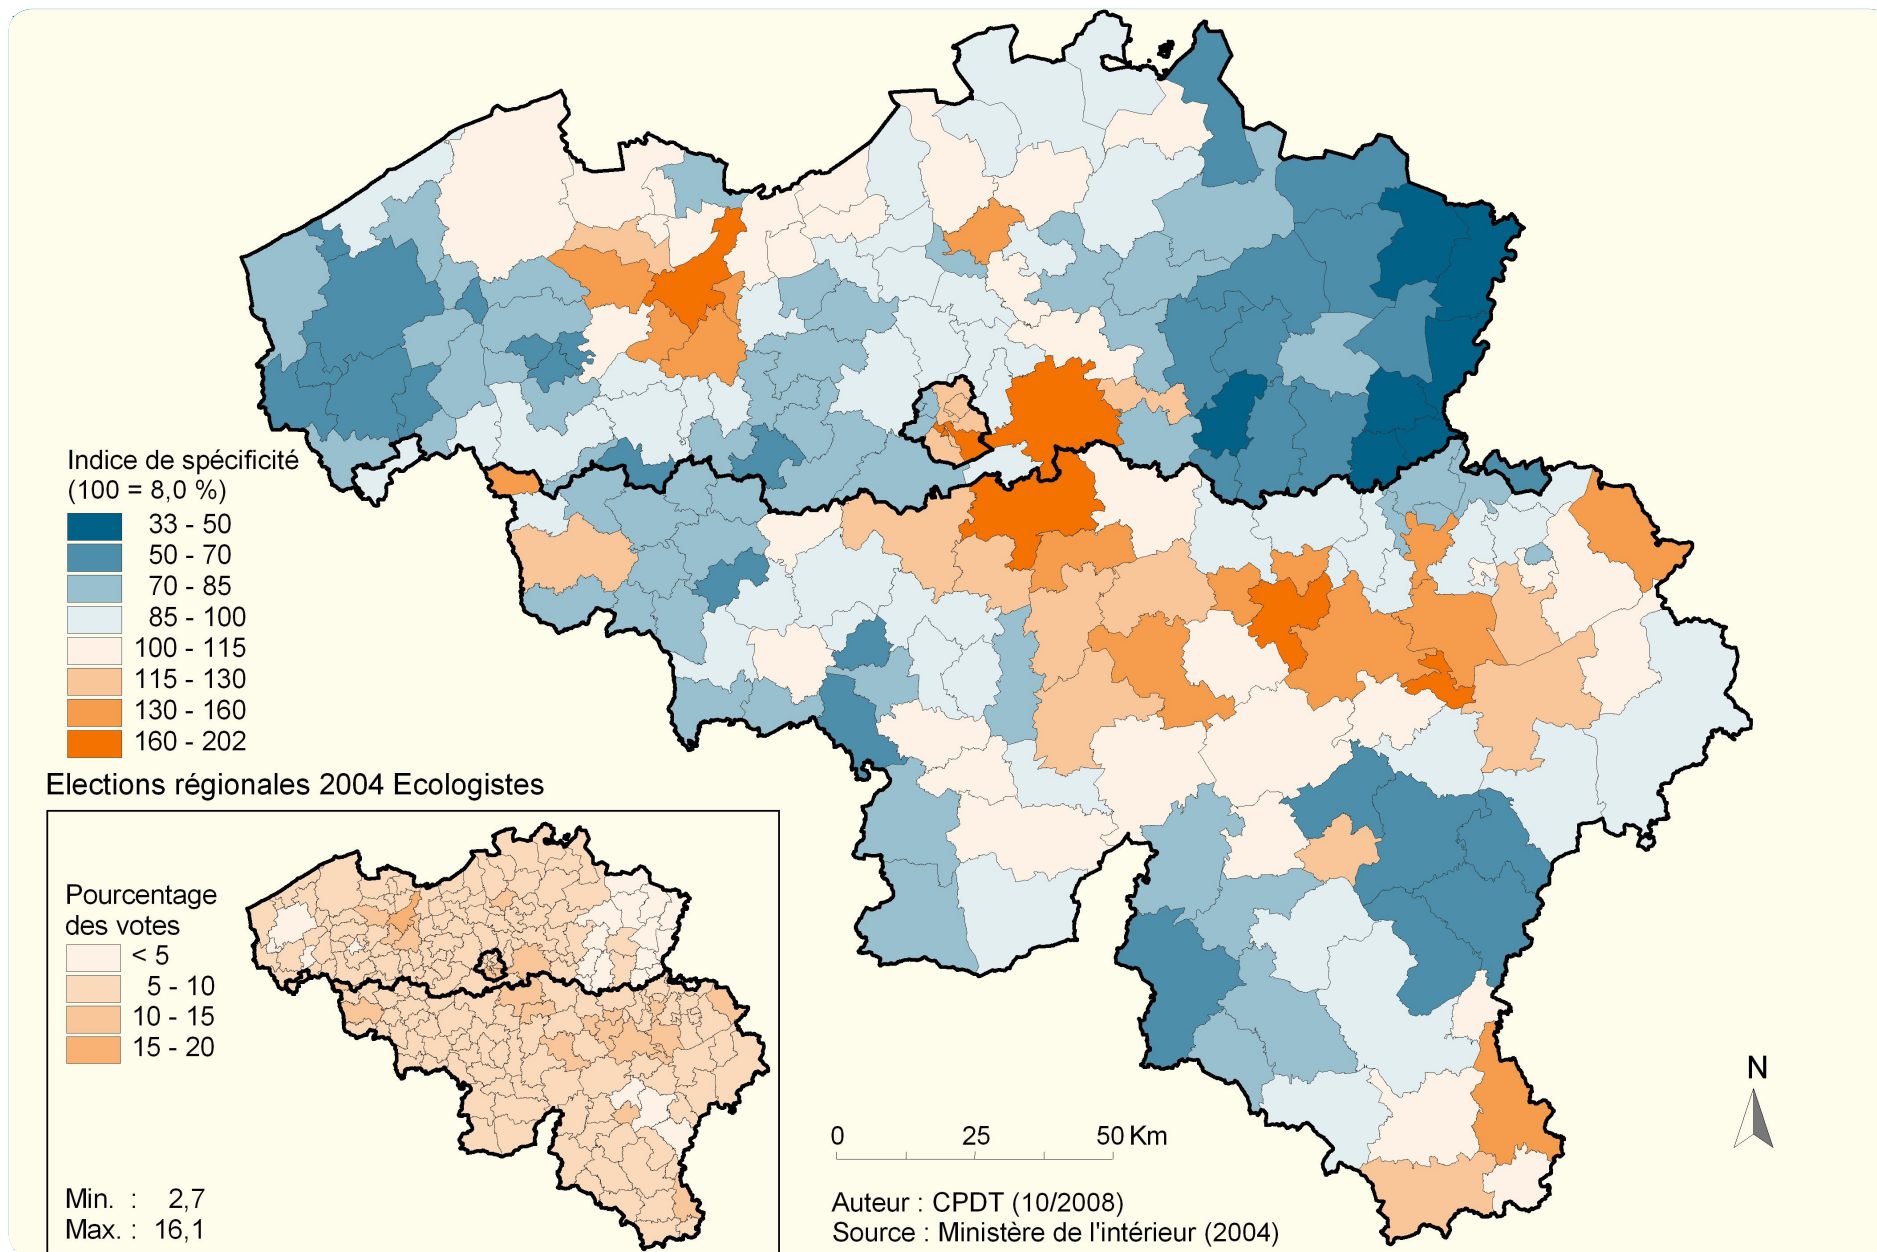 Indice de spécificité
(100 = 8,0 %)
33 - 50
50 - 70
70 - 85
85 - 100
100 - 115
115 - 130
130 - 160
160 - 202
Elections régionales 2004 Ecologistes
Pourcentage
des votes
< 5
5 - 10
10 - 15
15 - 20
Min. : 2,7
Max. : 16,1
0 25 50 Km
Auteur : CPDT (10/2008)
Source : Ministère de l'intérieur (2004)
N